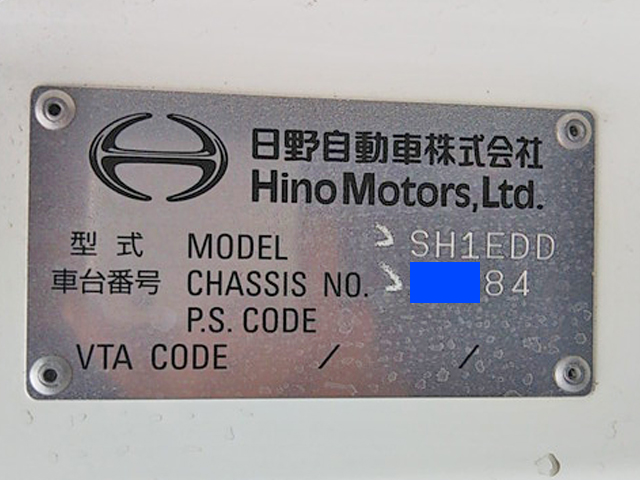 日野自動車株式会社
Hino Motors, Ltd.
型式 MODEL SH1EDD
車台番号 CHASSIS NO. 84
P.S. CODE
VTA CODE / /